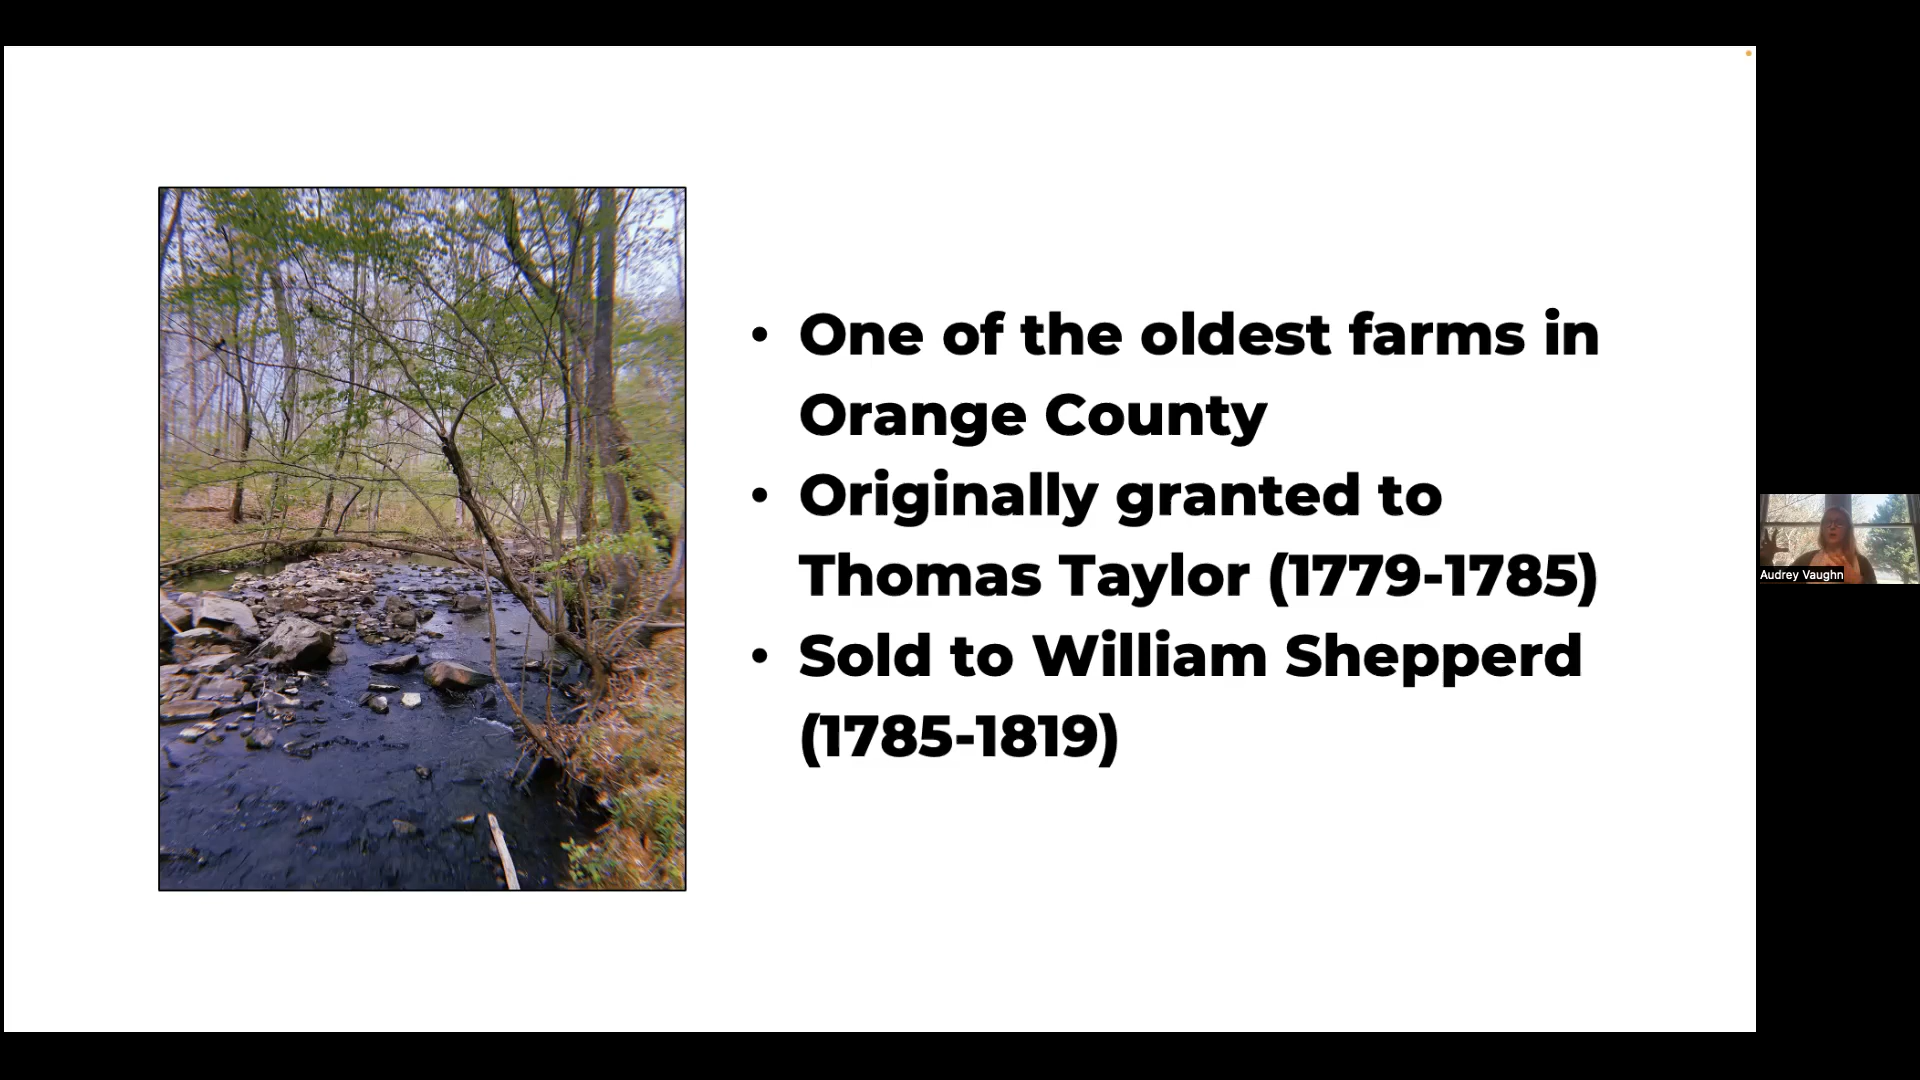 • One of the oldest farms in
Orange County
• Originally granted to
Thomas Taylor (1779-1785)
• Sold to William Shepperd
(1785-1819)
Audrey Vaughn